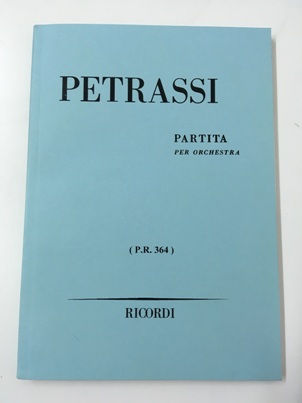 PETRASSI
PARTITA
PER ORCHESTRA
( P.R. 364 )
RICORDI